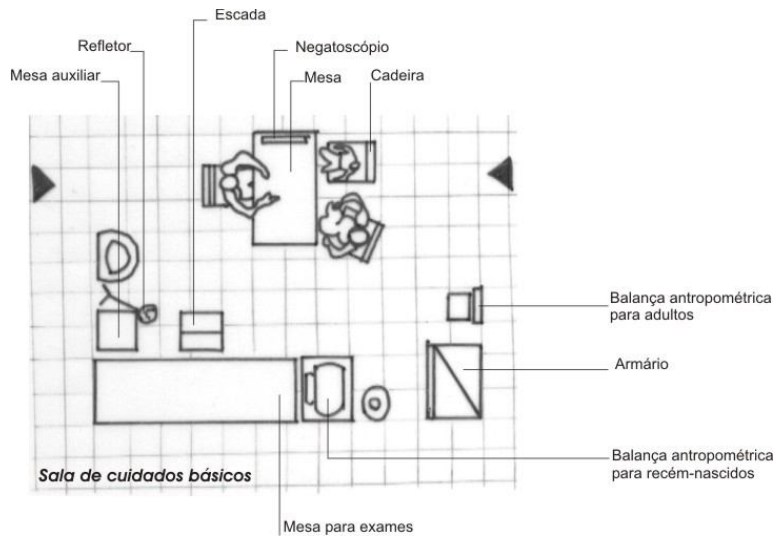 Escada
Refletor
Negatoscópio
Mesa auxiliar
Mesa
Cadeira
Balança antropométrica
para adultos
Armário
Balança antropométrica
para recém-nascidos
Sala de cuidados básicos
Mesa para exames